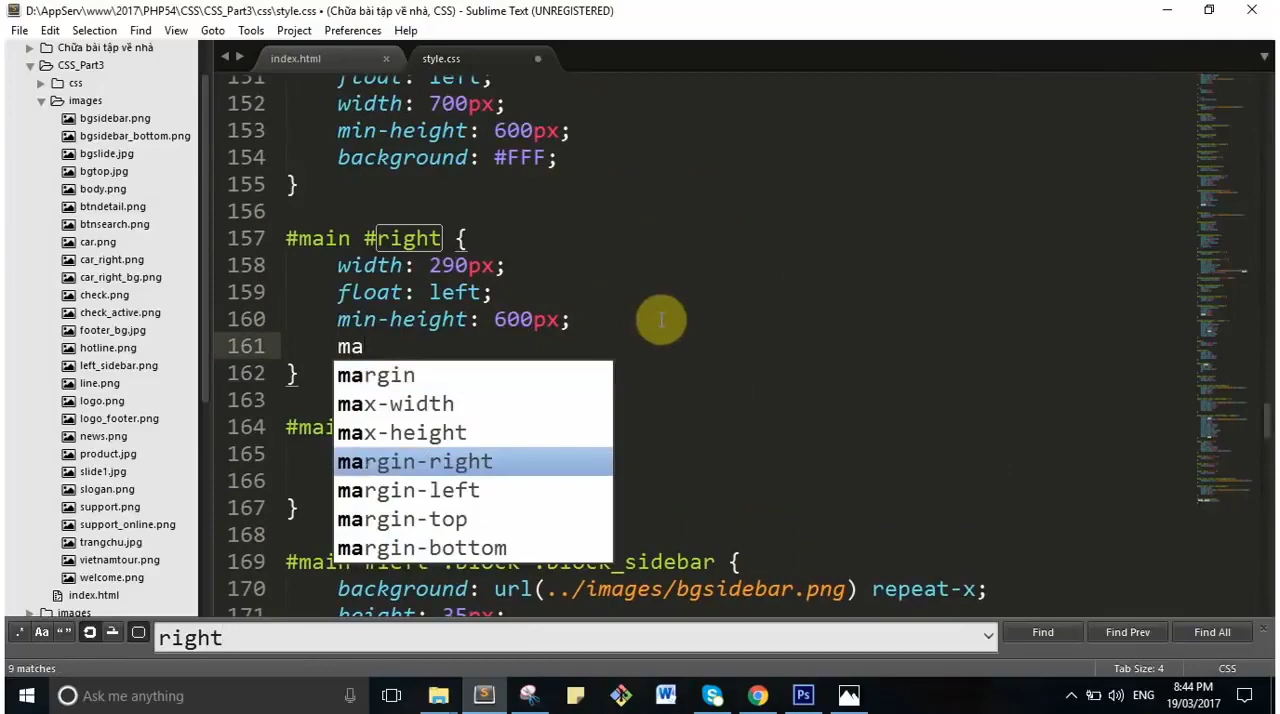 D:\AppServ\www\2017\PHP54\CSS\CSS_Part3\css\style.css • (Chữa bài tập về nhà, CSS) - Sublime Text (UNREGISTERED)
File Edit Selection Find View Goto Tools Project Preferences Help
Chữa bài tập về nhà
CSS_Part3
css
images
bgsidebar.png
bgsidebar_bottom.png
bgslide.jpg
bgtop.jpg
body.png
btndetail.png
btnsearch.png
car.png
car_right.png
car_right_bg.png
check.png
check_active.png
footer_bg.jpg
hotline.png
left_sidebar.png
line.png
logo.png
logo_footer.png
news.png
product.jpg
slide1.jpg
slogan.png
support.png
support_online.png
trangchu.jpg
vietnamtour.png
welcome.png
index.html
images
index.html × style.css
151 float: left;
152 width: 700px;
153 min-height: 600px;
154 background: #FFF;
155 }
156
157 #main #right {
158 width: 290px;
159 float: left;
160 min-height: 600px;
161 ma
162 }
163
164 #mai
165
166
167 }
168
169 #main #left .block .block_sidebar {
170 background: url(../images/bgsidebar.png) repeat-x;
171 height: 35px;
margin
max-width
max-height
margin-right
margin-left
margin-top
margin-bottom
.* Aa “ ” right Find Find Prev Find All
9 matches Tab Size: 4 CSS
Ask me anything ENG 8:44 PM
19/03/2017